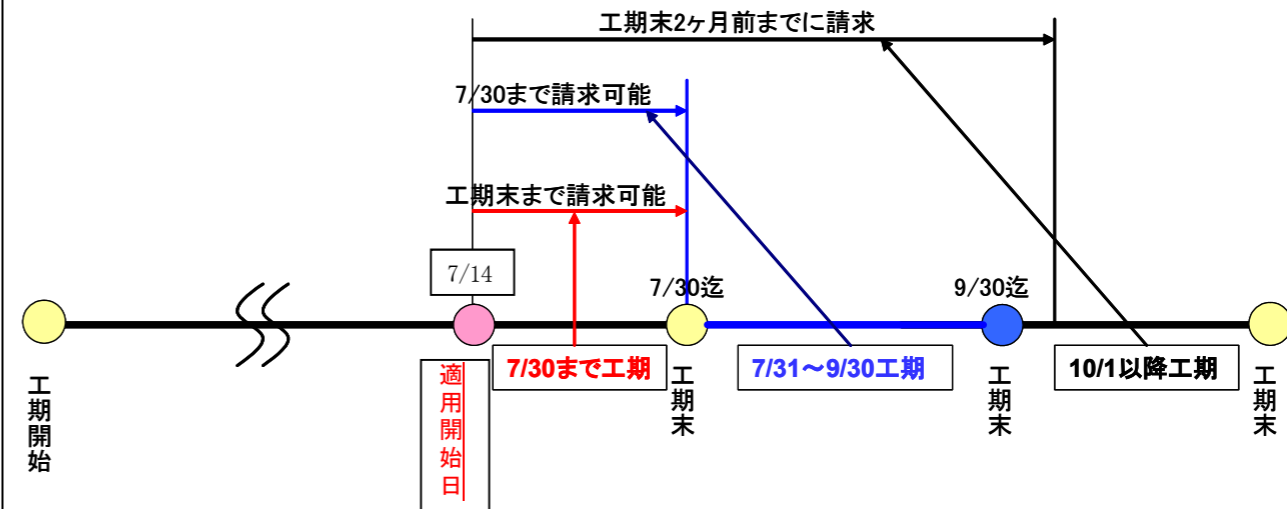 工期末2ヶ月前までに請求
7/30まで請求可能
工期末まで請求可能
7/14
7/30迄
9/30迄
7/30まで工期
7/31～9/30工期
10/1以降工期
工期開始
適用開始日
工期末
工期末
工期末